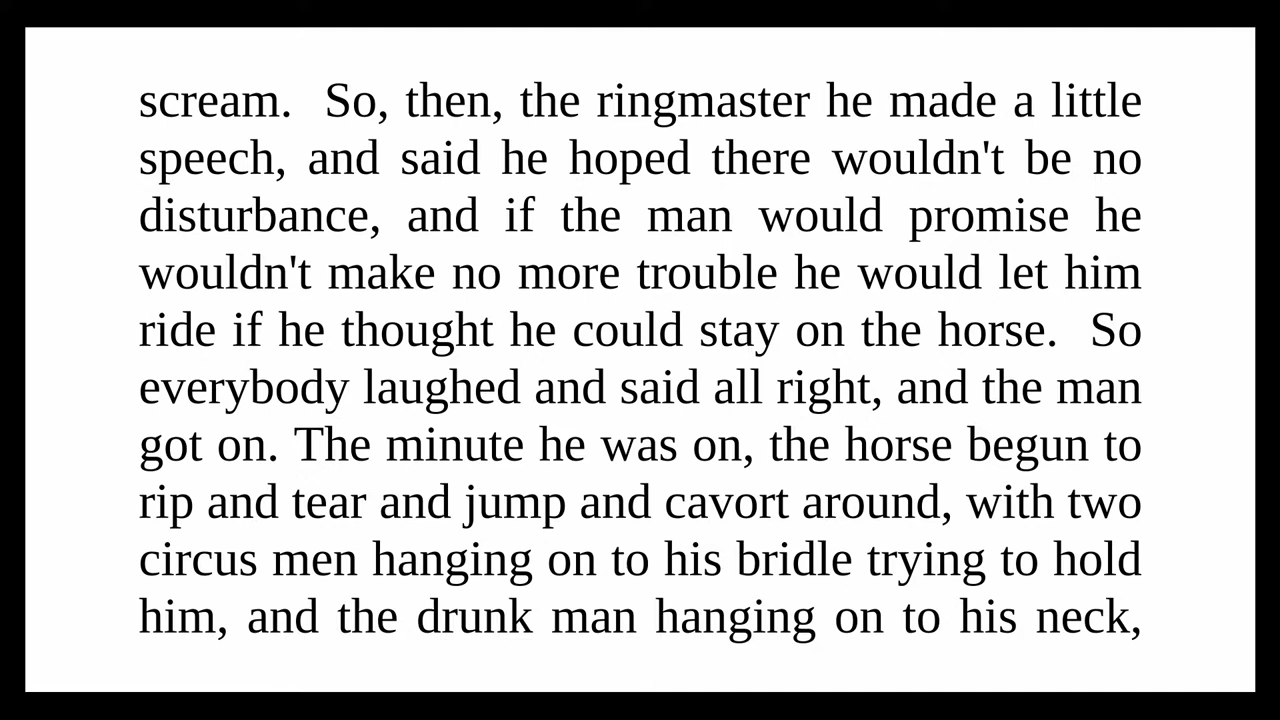 scream.  So, then, the ringmaster he made a little
speech, and said he hoped there wouldn't be no
disturbance, and if the man would promise he
wouldn't make no more trouble he would let him
ride if he thought he could stay on the horse.  So
everybody laughed and said all right, and the man
got on. The minute he was on, the horse begun to
rip and tear and jump and cavort around, with two
circus men hanging on to his bridle trying to hold
him, and the drunk man hanging on to his neck,